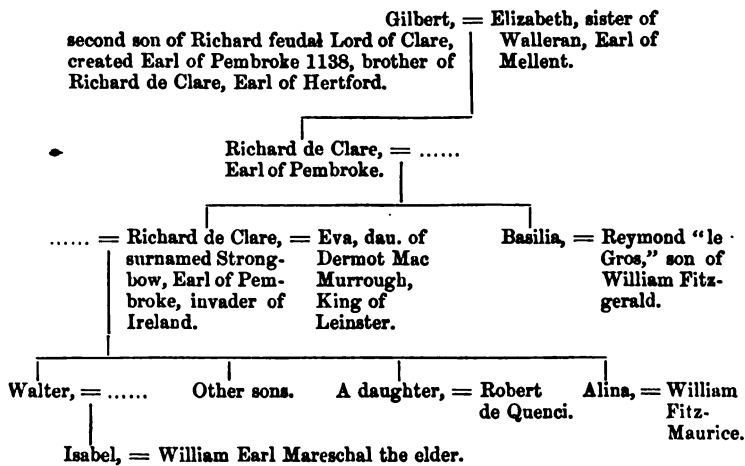 Gilbert, = Elizabeth, sister of
second son of Richard feudal Lord of Clare, Walleran, Earl of
created Earl of Pembroke 1138, brother of Mellent.
Richard de Clare, Earl of Hertford.
Richard de Clare, = ......
Earl of Pembroke.
...... = Richard de Clare, = Eva, dau. of Basilia, = Reymond "le
surnamed Strong- Dermot Mac Gros," son of
bow, Earl of Pem- Murrough, William Fitz-
broke, invader of King of gerald.
Ireland. Leinster.
Walter, = ...... Other sons. A daughter, = Robert Alina, = William
de Quenci. Fitz-
Maurice.
Isabel, = William Earl Mareschal the elder.